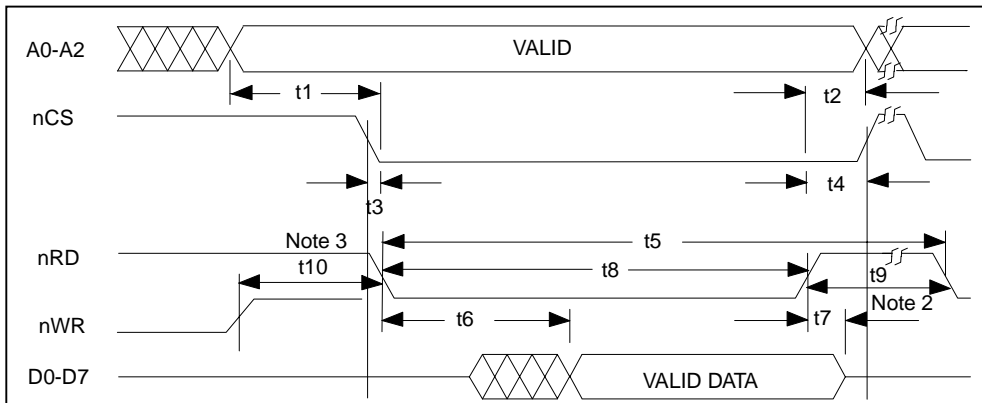 A0-A2
VALID
t1
t2
nCS
t3
t4
nRD
Note 3
t5
t10
t8
t9
nWR
t6
t7
Note 2
D0-D7
VALID DATA